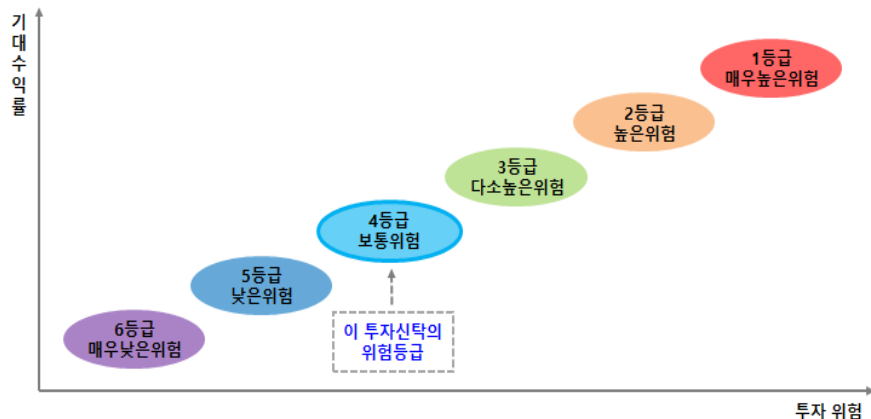 기대수익률
1등급
매우높은위험
2등급
높은위험
3등급
다소높은위험
4등급
보통위험
5등급
낮은위험
6등급
매우낮은위험
이 투자신탁의
위험등급
투자 위험